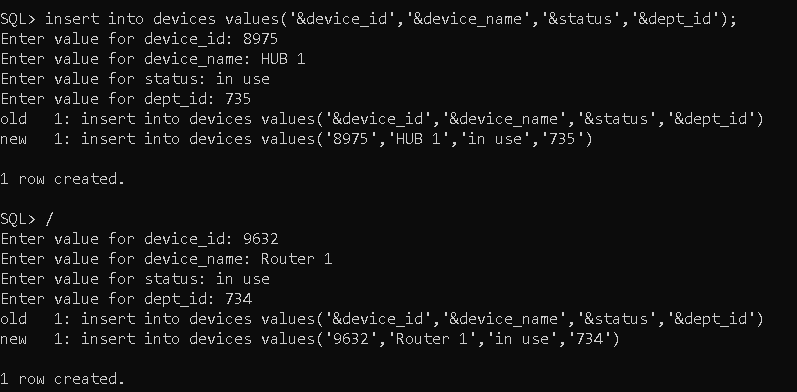 SQL> insert into devices values('&device_id','&device_name','&status','&dept_id');
Enter value for device_id: 8975
Enter value for device_name: HUB 1
Enter value for status: in use
Enter value for dept_id: 735
old   1: insert into devices values('&device_id','&device_name','&status','&dept_id')
new   1: insert into devices values('8975','HUB 1','in use','735')
1 row created.
SQL> /
Enter value for device_id: 9632
Enter value for device_name: Router 1
Enter value for status: in use
Enter value for dept_id: 734
old   1: insert into devices values('&device_id','&device_name','&status','&dept_id')
new   1: insert into devices values('9632','Router 1','in use','734')
1 row created.